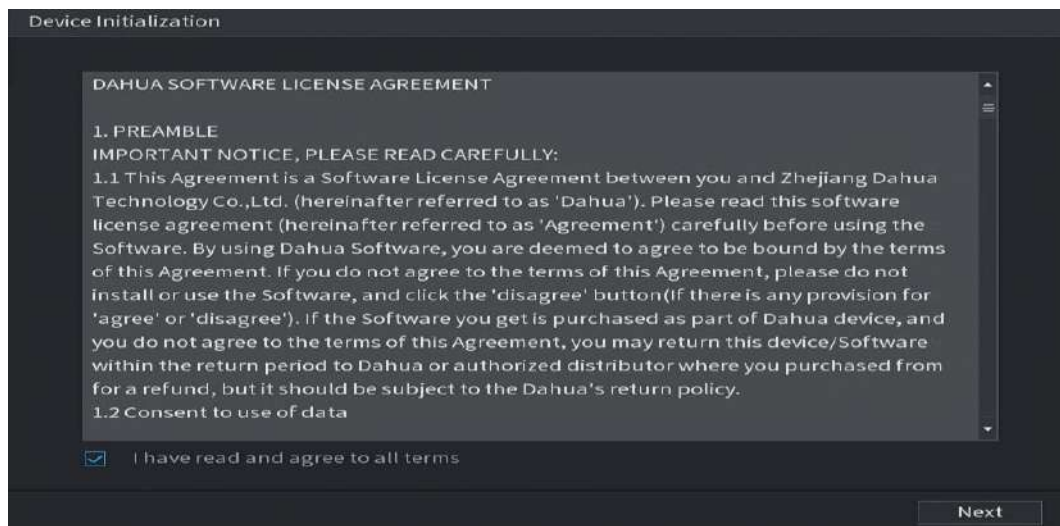 Device Initialization
DAHUA SOFTWARE LICENSE AGREEMENT
1. PREAMBLE
IMPORTANT NOTICE, PLEASE READ CAREFULLY:
1.1 This Agreement is a Software License Agreement between you and Zhejiang Dahua
Technology Co.,Ltd. (hereinafter referred to as 'Dahua'). Please read this software
license agreement (hereinafter referred to as 'Agreement') carefully before using the
Software. By using Dahua Software, you are deemed to agree to be bound by the terms
of this Agreement. If you do not agree to the terms of this Agreement, please do not
install or use the Software, and click the 'disagree' button(If there is any provision for
'agree' or 'disagree'). If the Software you get is purchased as part of Dahua device, and
you do not agree to the terms of this Agreement, you may return this device/Software
within the return period to Dahua or authorized distributor where you purchased from
for a refund, but it should be subject to the Dahua's return policy.
1.2 Consent to use of data
I have read and agree to all terms
Next